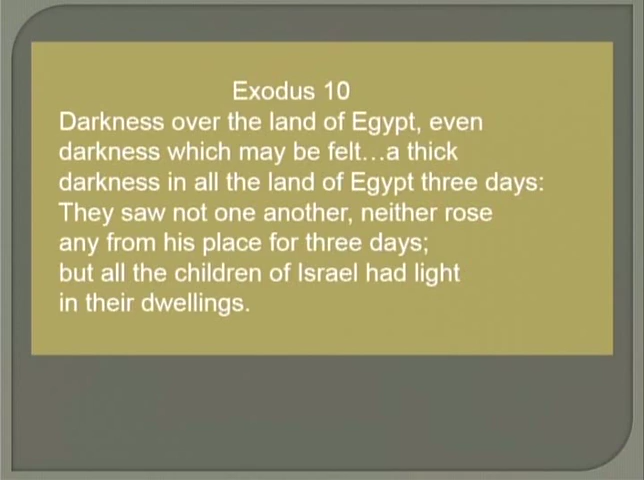 Exodus 10
Darkness over the land of Egypt, even
darkness which may be felt...a thick
darkness in all the land of Egypt three days:
They saw not one another, neither rose
any from his place for three days;
but all the children of Israel had light
in their dwellings.